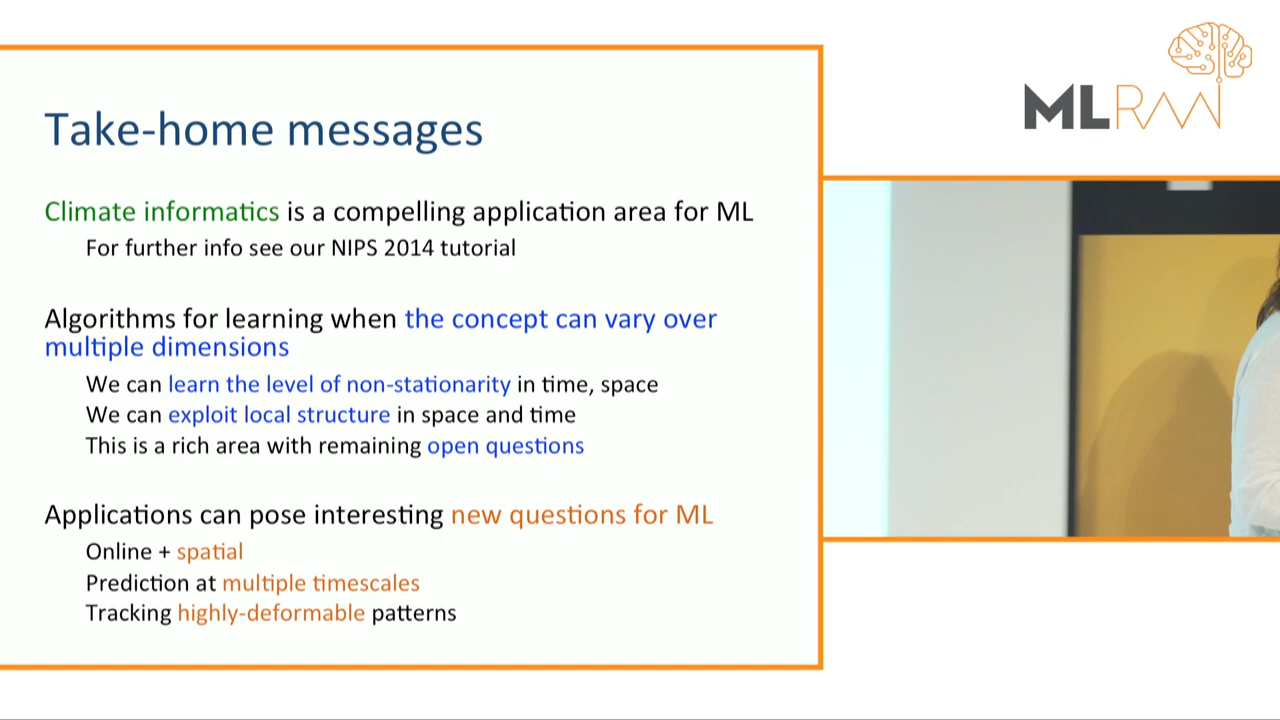 MLRAW
Take-home messages
Climate informatics is a compelling application area for ML
For further info see our NIPS 2014 tutorial
Algorithms for learning when the concept can vary over
multiple dimensions
We can learn the level of non-stationarity in time, space
We can exploit local structure in space and time
This is a rich area with remaining open questions
Applications can pose interesting new questions for ML
Online + spatial
Prediction at multiple timescales
Tracking highly-deformable patterns